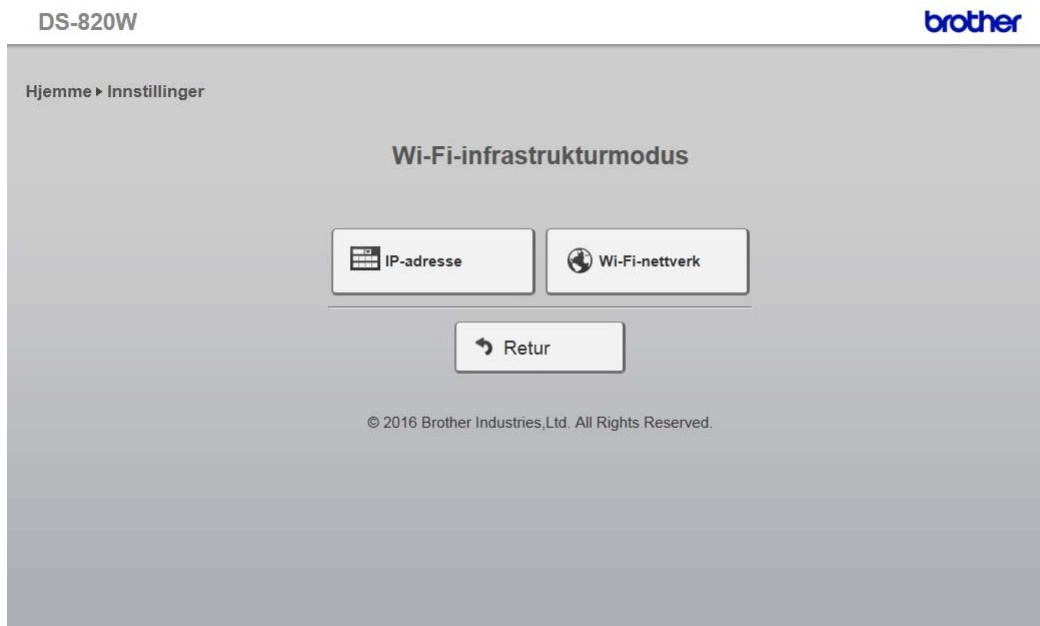 DS-820W
brother
Hjemme ▸ Innstillinger
Wi-Fi-infrastrukturmodus
IP-adresse
Wi-Fi-nettverk
Retur
© 2016 Brother Industries,Ltd. All Rights Reserved.